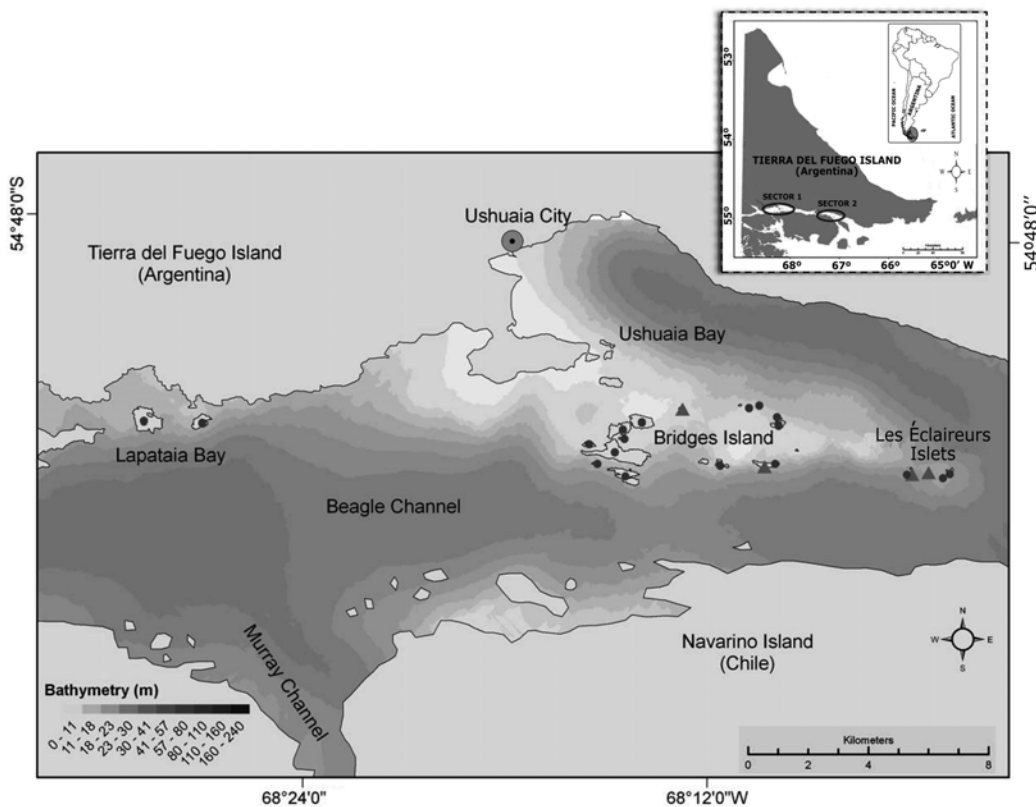 53°
54°
55°
PACIFIC OCEAN
ARGENTINA
ATLANTIC OCEAN
TIERRA DEL FUEGO ISLAND
(Argentina)
N
W
S
SECTOR 1
SECTOR 2
68°
67°
66°
65°0' W
54°48'0"S
54°48'0''
Ushuaia City
Tierra del Fuego Island
(Argentina)
Ushuaia Bay
Bridges Island
Les Éclaireurs
Islets
Lapataia Bay
Beagle Channel
Murray Channel
Navarino Island
(Chile)
N
W
E
S
Bathymetry (m)
0 - 11
11 - 18
18 - 23
23 - 30
30 - 41
41 - 57
57 - 80
80 - 110
110 - 160
160 - 240
Kilometers
0 2 4 6 8
68°24'0"
68°12'0"W